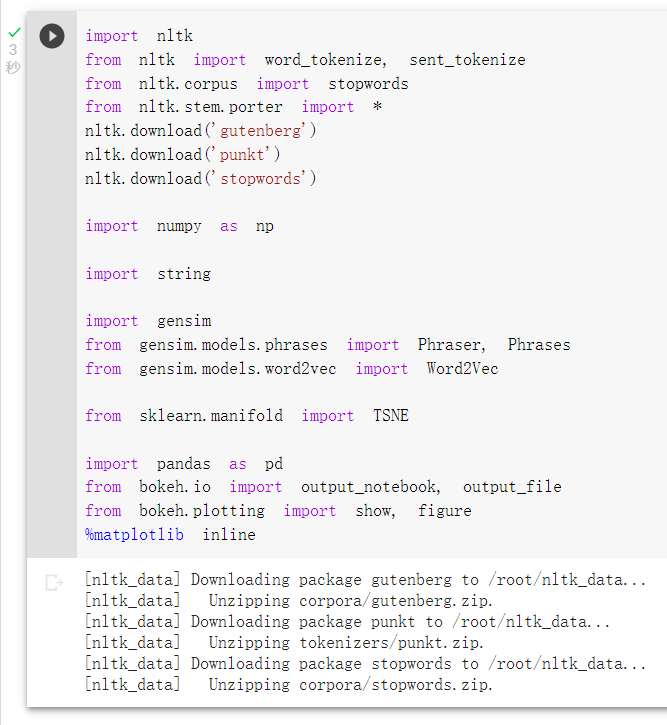 3
秒
import nltk
from nltk import word_tokenize, sent_tokenize
from nltk.corpus import stopwords
from nltk.stem.porter import *
nltk.download('gutenberg')
nltk.download('punkt')
nltk.download('stopwords')
import numpy as np
import string
import gensim
from gensim.models.phrases import Phraser, Phrases
from gensim.models.word2vec import Word2Vec
from sklearn.manifold import TSNE
import pandas as pd
from bokeh.io import output_notebook, output_file
from bokeh.plotting import show, figure
%matplotlib inline
[nltk_data] Downloading package gutenberg to /root/nltk_data...
[nltk_data]   Unzipping corpora/gutenberg.zip.
[nltk_data] Downloading package punkt to /root/nltk_data...
[nltk_data]   Unzipping tokenizers/punkt.zip.
[nltk_data] Downloading package stopwords to /root/nltk_data...
[nltk_data]   Unzipping corpora/stopwords.zip.